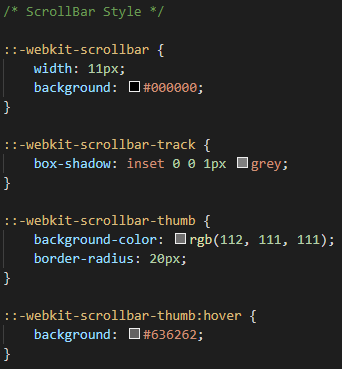 /* ScrollBar Style */
::-webkit-scrollbar {
width: 11px;
background: #000000;
}
::-webkit-scrollbar-track {
box-shadow: inset 0 0 1px grey;
}
::-webkit-scrollbar-thumb {
background-color: rgb(112, 111, 111);
border-radius: 20px;
}
::-webkit-scrollbar-thumb:hover {
background: #636262;
}